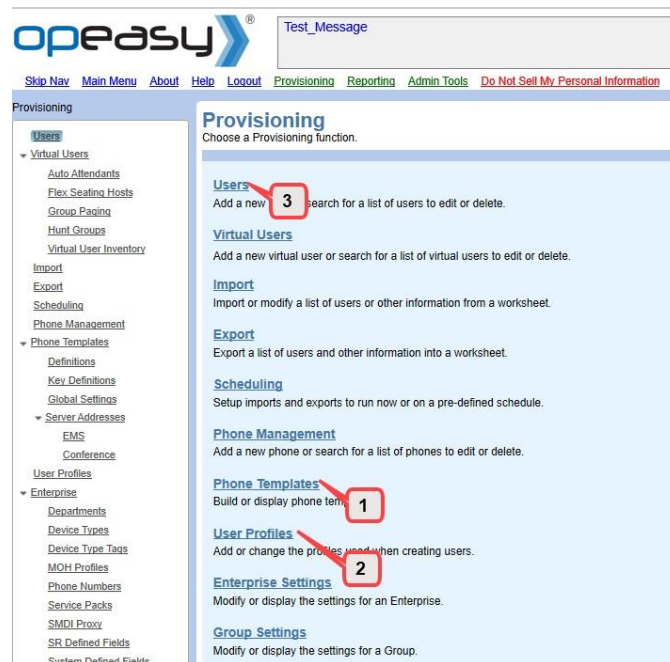 opeasy®
Test_Message
Skip Nav Main Menu About Help Logout Provisioning Reporting Admin Tools Do Not Sell My Personal Information
Provisioning
Users
Virtual Users
Auto Attendants
Flex Seating Hosts
Group Paging
Hunt Groups
Virtual User Inventory
Import
Export
Scheduling
Phone Management
Phone Templates
Definitions
Key Definitions
Global Settings
Server Addresses
EMS
Conference
User Profiles
Enterprise
Departments
Device Types
Device Type Tags
MOH Profiles
Phone Numbers
Service Packs
SMDI Proxy
SR Defined Fields
System Defined Fields
Provisioning
Choose a Provisioning function.
Users
3
Add a new search for a list of users to edit or delete.
Virtual Users
Add a new virtual user or search for a list of virtual users to edit or delete.
Import
Import or modify a list of users or other information from a worksheet.
Export
Export a list of users and other information into a worksheet.
Scheduling
Setup imports and exports to run now or on a pre-defined schedule.
Phone Management
Add a new phone or search for a list of phones to edit or delete.
Phone Templates
Build or display phone
1
User Profiles
Add or change the profiles used when creating users.
2
Enterprise Settings
Modify or display the settings for an Enterprise.
Group Settings
Modify or display the settings for a Group.